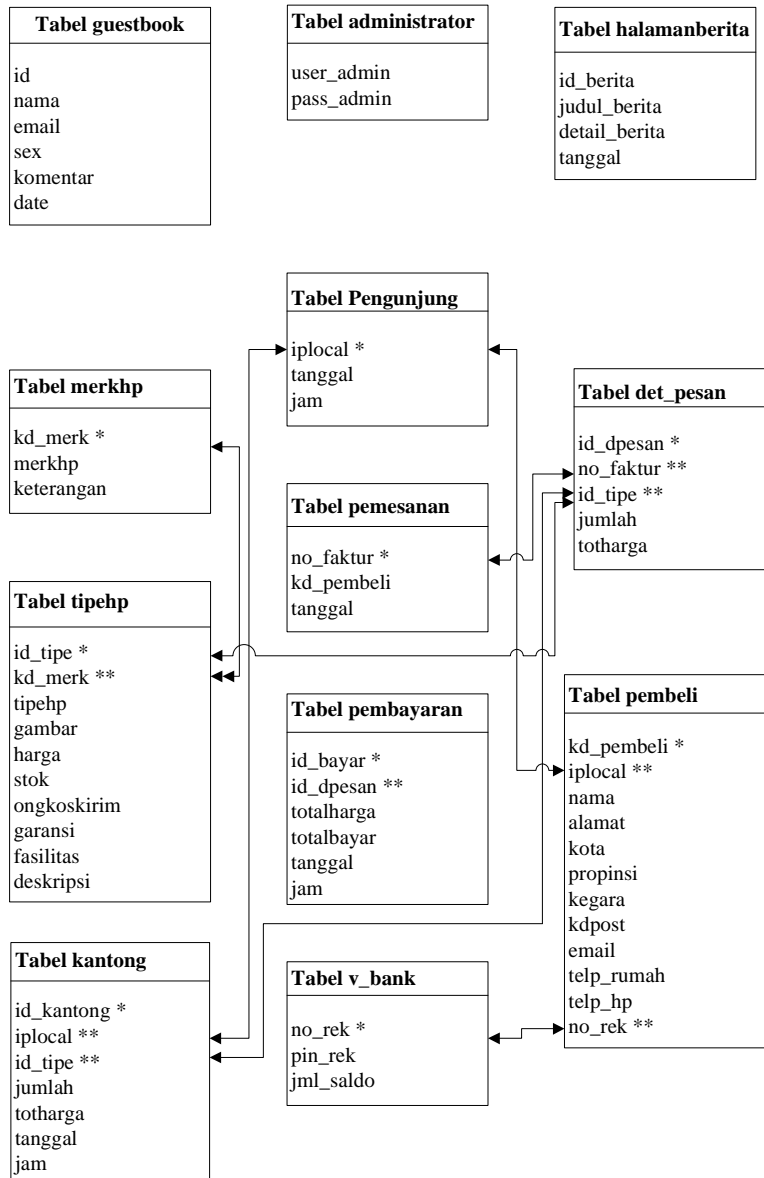 Tabel guestbook
id
nama
email
sex
komentar
date
Tabel administrator
user_admin
pass_admin
Tabel halamanberita
id_berita
judul_berita
detail_berita
tanggal
Tabel Pengunjung
iplocal *
tanggal
jam
Tabel merkhp
kd_merk *
merkhp
keterangan
Tabel det_pesan
id_dpesan *
no_faktur **
id_tipe **
jumlah
totharga
Tabel pemesanan
no_faktur *
kd_pembeli
tanggal
Tabel tipehp
id_tipe *
kd_merk **
tipehp
gambar
harga
stok
ongkoskirim
garansi
fasilitas
deskripsi
Tabel pembayaran
id_bayar *
id_dpesan **
totalharga
totalbayar
tanggal
jam
Tabel pembeli
kd_pembeli *
iplocal **
nama
alamat
kota
propinsi
kegara
kdpost
email
telp_rumah
telp_hp
no_rek **
Tabel kantong
id_kantong *
iplocal **
id_tipe **
jumlah
totharga
tanggal
jam
Tabel v_bank
no_rek *
pin_rek
jml_saldo